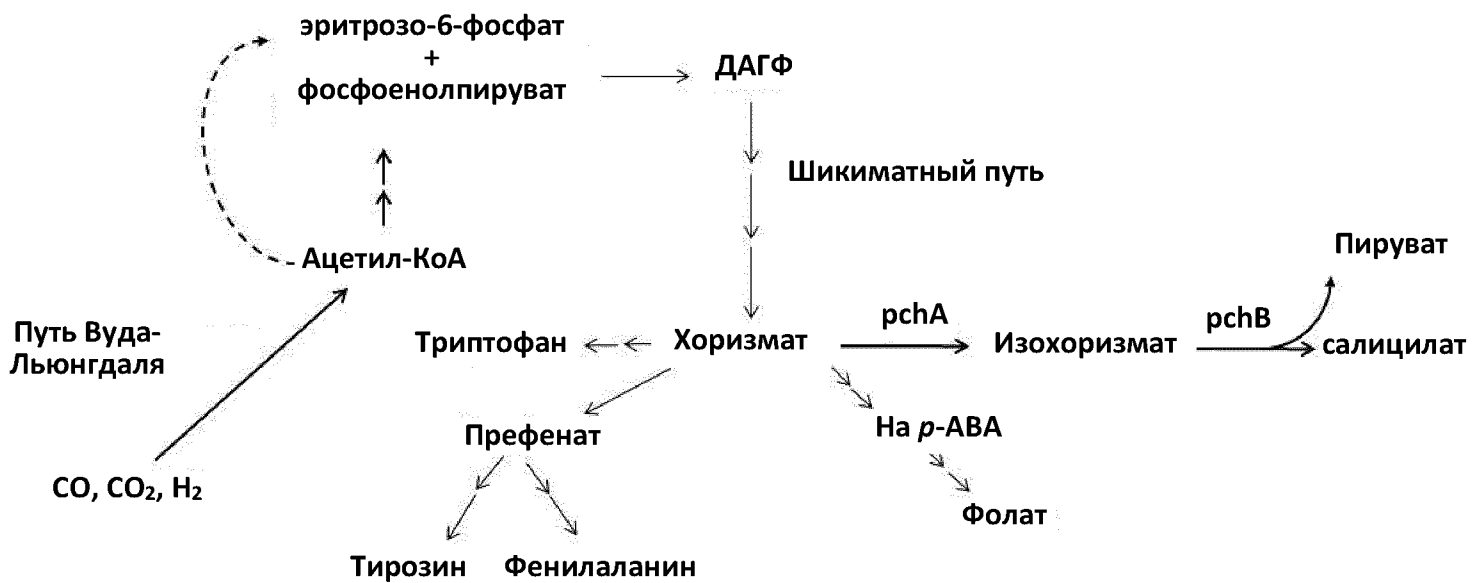 эритрозо-6-фосфат
+
фосфоенолпируват
ДАГФ
Шикиматный путь
Ацетил-КоА
Пируват
Путь Вуда-
Льюнгдаля
Триптофан
Хоризмат
pchA
Изохоризмат
pchB
салицилат
Префенат
На p-ABA
CO, CO₂, H₂
Фолат
Тирозин
Фенилаланин